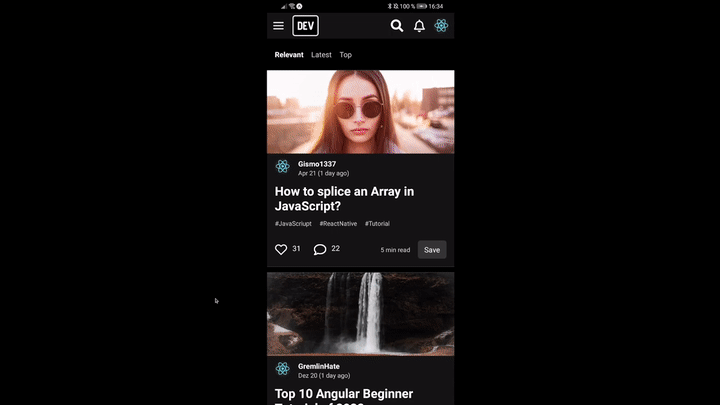 100 % 16:34
DEV
Relevant Latest Top
Gismo1337
Apr 21 (1 day ago)
How to splice an Array in
JavaScript?
#JavaScriupt #ReactNative #Tutorial
31 22 5 min read Save
GremlinHate
Dez 20 (1 day ago)
Top 10 Angular Beginner